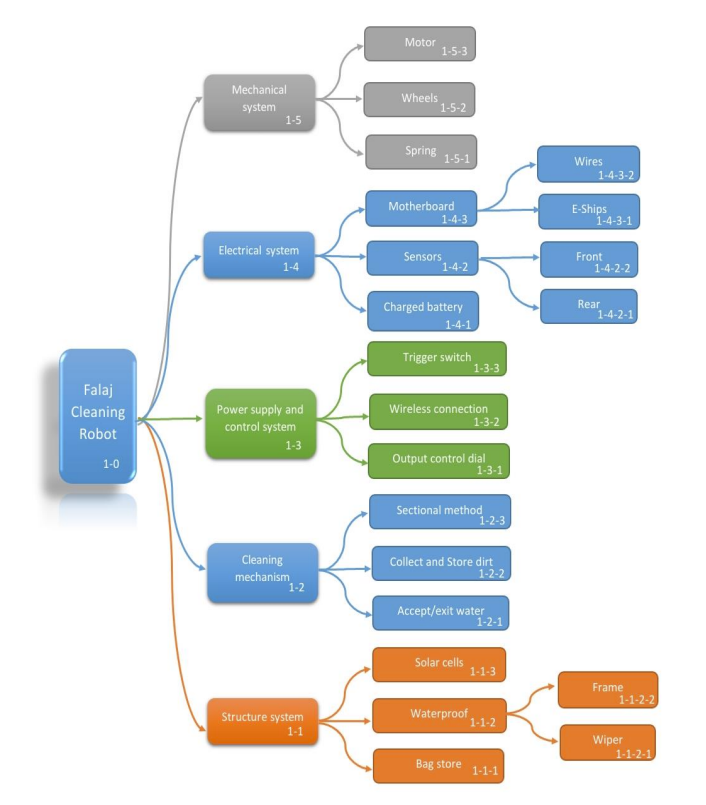 Falaj
Cleaning
Robot
1-0
Mechanical
system
1-5
Motor
1-5-3
Wheels
1-5-2
Spring
1-5-1
Electrical system
1-4
Motherboard
1-4-3
Wires
1-4-3-2
E-Ships
1-4-3-1
Sensors
1-4-2
Front
1-4-2-2
Rear
1-4-2-1
Charged battery
1-4-1
Power supply and
control system
1-3
Trigger switch
1-3-3
Wireless connection
1-3-2
Output control dial
1-3-1
Cleaning
mechanism
1-2
Sectional method
1-2-3
Collect and Store dirt
1-2-2
Accept/exit water
1-2-1
Structure system
1-1
Solar cells
1-1-3
Waterproof
1-1-2
Frame
1-1-2-2
Wiper
1-1-2-1
Bag store
1-1-1